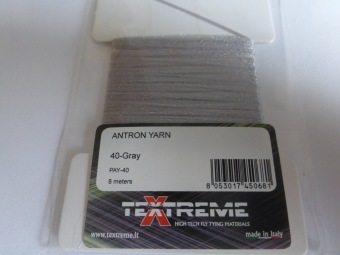 ANTRON YARN
40-Gray
PAY-40
8 meters
8 053017 450681
TEXTREME
HIGH TECH FLY TYING MATERIALS
www.textreme.it
made in Italy